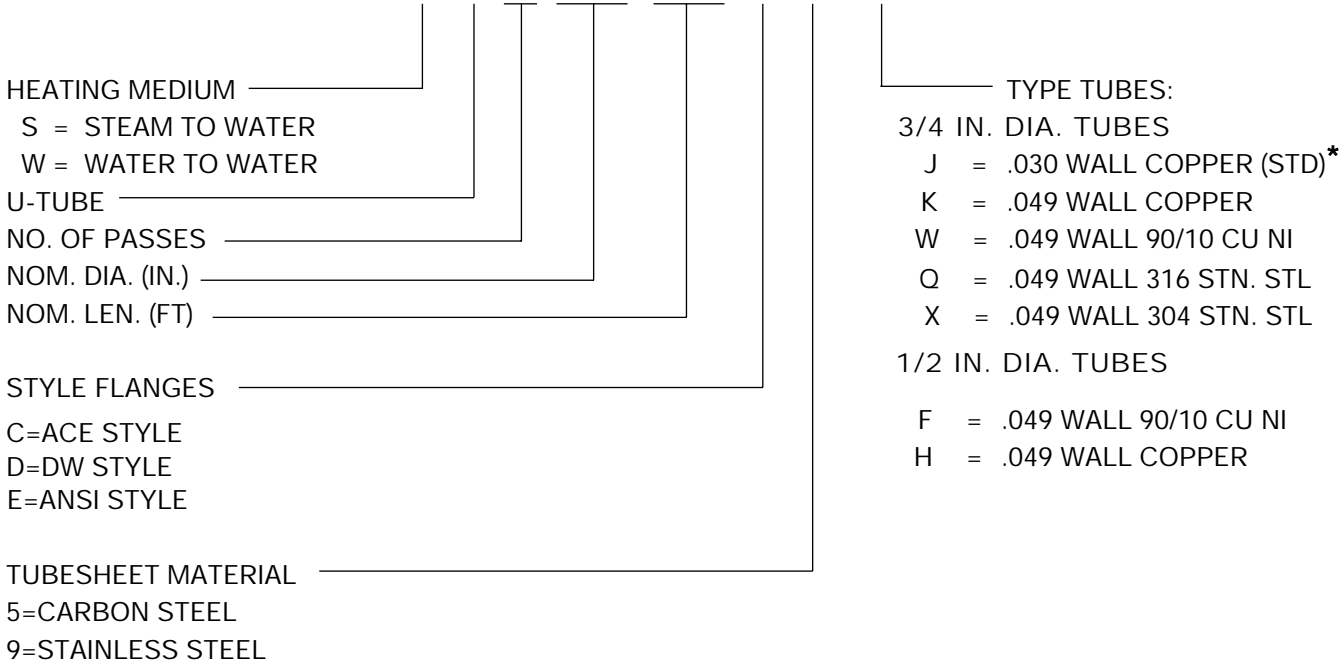 HEATING MEDIUM
S = STEAM TO WATER
W = WATER TO WATER
U-TUBE
NO. OF PASSES
NOM. DIA. (IN.)
NOM. LEN. (FT)
STYLE FLANGES
C=ACE STYLE
D=DW STYLE
E=ANSI STYLE
TUBESHEET MATERIAL
5=CARBON STEEL
9=STAINLESS STEEL
TYPE TUBES:
3/4 IN. DIA. TUBES
J = .030 WALL COPPER (STD)*
K = .049 WALL COPPER
W = .049 WALL 90/10 CU NI
Q = .049 WALL 316 STN. STL
X = .049 WALL 304 STN. STL
1/2 IN. DIA. TUBES
F = .049 WALL 90/10 CU NI
H = .049 WALL COPPER